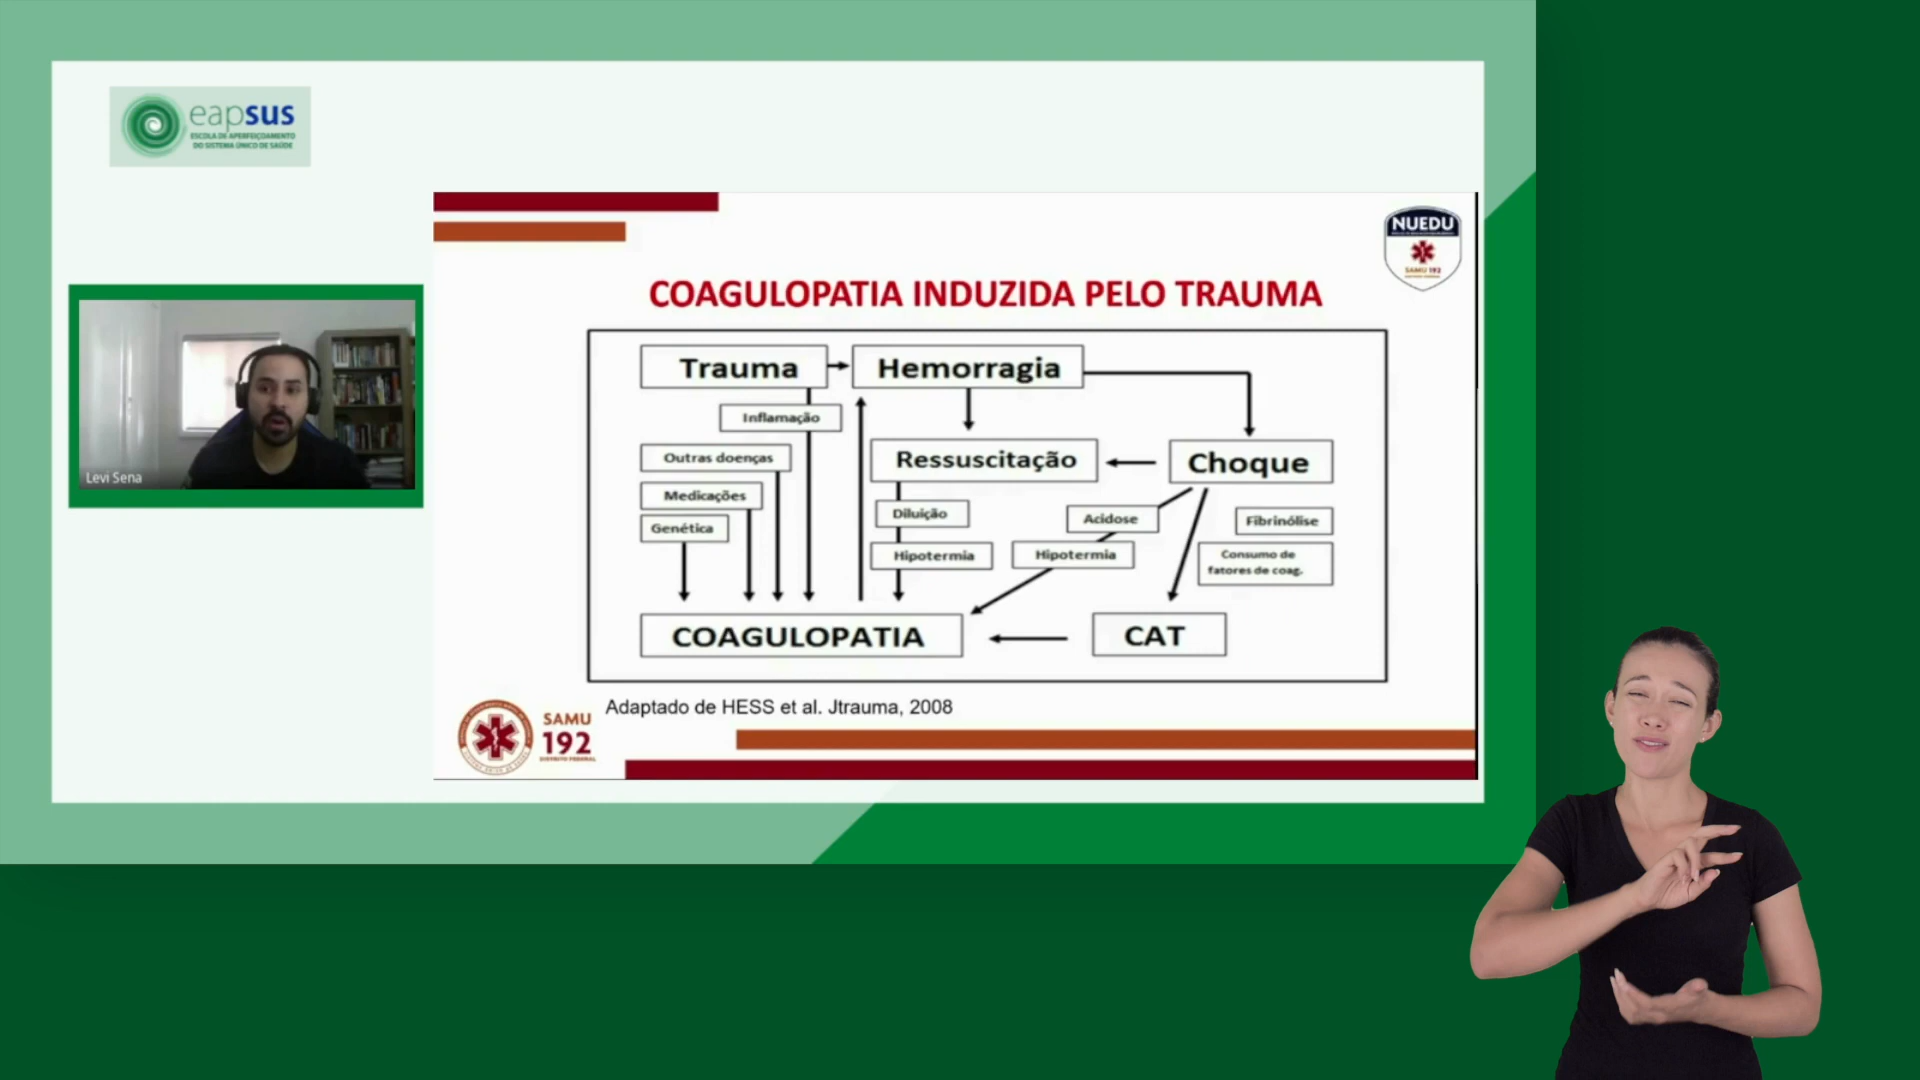 eapsus
ESCOLA DE APERFEIÇOAMENTO
DO SISTEMA ÚNICO DE SAÚDE
NUEDU
SAMU 192
COAGULOPATIA INDUZIDA PELO TRAUMA
Trauma
Hemorragia
Inflamação
Outras doenças
Ressuscitação
Choque
Medicações
Genética
Diluição
Acidose
Fibrinólise
Hipotermia
Hipotermia
Consumo de
fatores de coag.
COAGULOPATIA
CAT
Levi Sena
Adaptado de HESS et al. Jtrauma, 2008
SAMU
192
DISTRITO FEDERAL